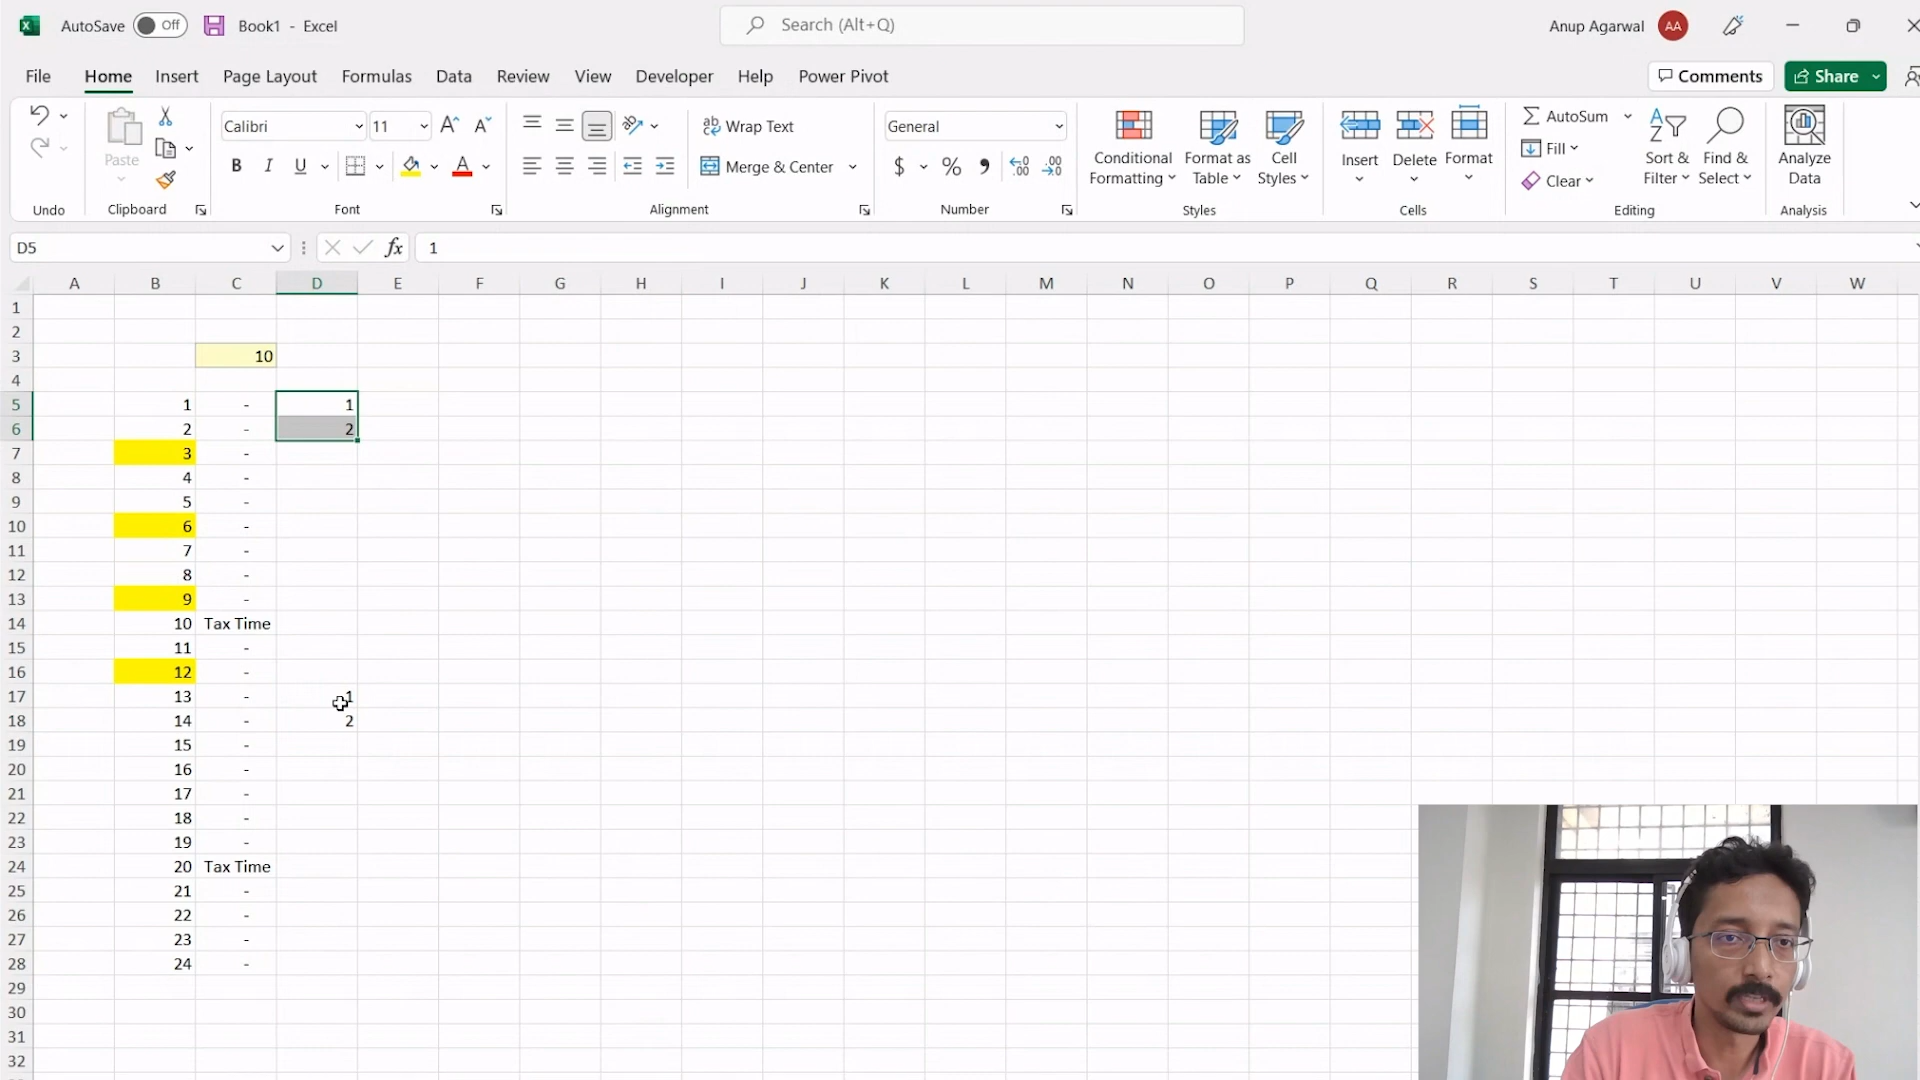 AutoSave Off Book1 - Excel Search (Alt+Q) Anup Agarwal AA
File Home Insert Page Layout Formulas Data Review View Developer Help Power Pivot Comments Share
Calibri 11 A^ Aˇ ab Wrap Text General AutoSum
Paste B I U A Merge & Center $ % , Conditional Formatting Format as Table Cell Styles Insert Delete Format Fill Clear Sort & Filter Find & Select Analyze Data
Undo Clipboard Font Alignment Number Styles Cells Editing Analysis
D5 fx 1
A B C D E F G H I J K L M N O P Q R S T U V W
1
2
3 10
4
5 1 - 1
6 2 - 2
7 3 -
8 4 -
9 5 -
10 6 -
11 7 -
12 8 -
13 9 -
14 10 Tax Time
15 11 -
16 12 -
17 13 - 1
18 14 - 2
19 15 -
20 16 -
21 17 -
22 18 -
23 19 -
24 20 Tax Time
25 21 -
26 22 -
27 23 -
28 24 -
29
30
31
32